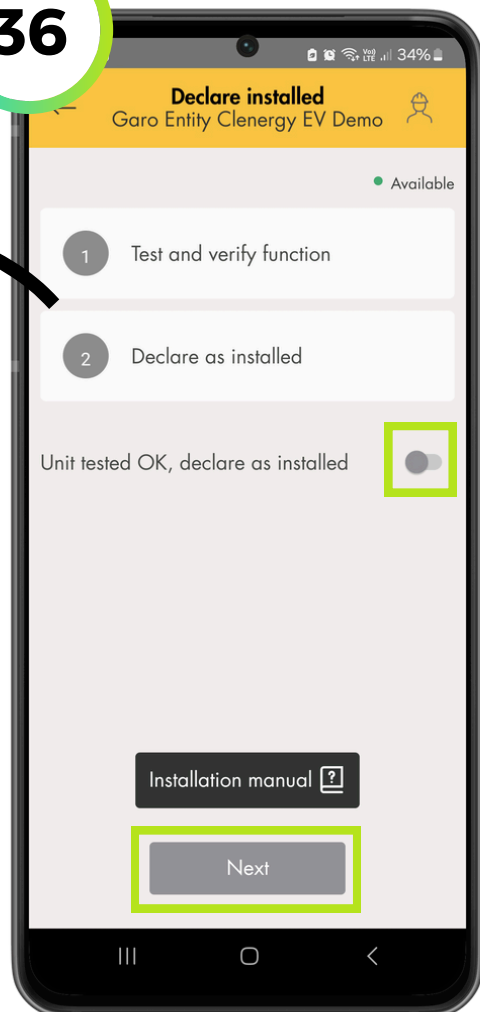 36
34%
Declare installed
Garo Entity Clenergy EV Demo
Available
1 Test and verify function
2 Declare as installed
Unit tested OK, declare as installed
Installation manual ?
Next